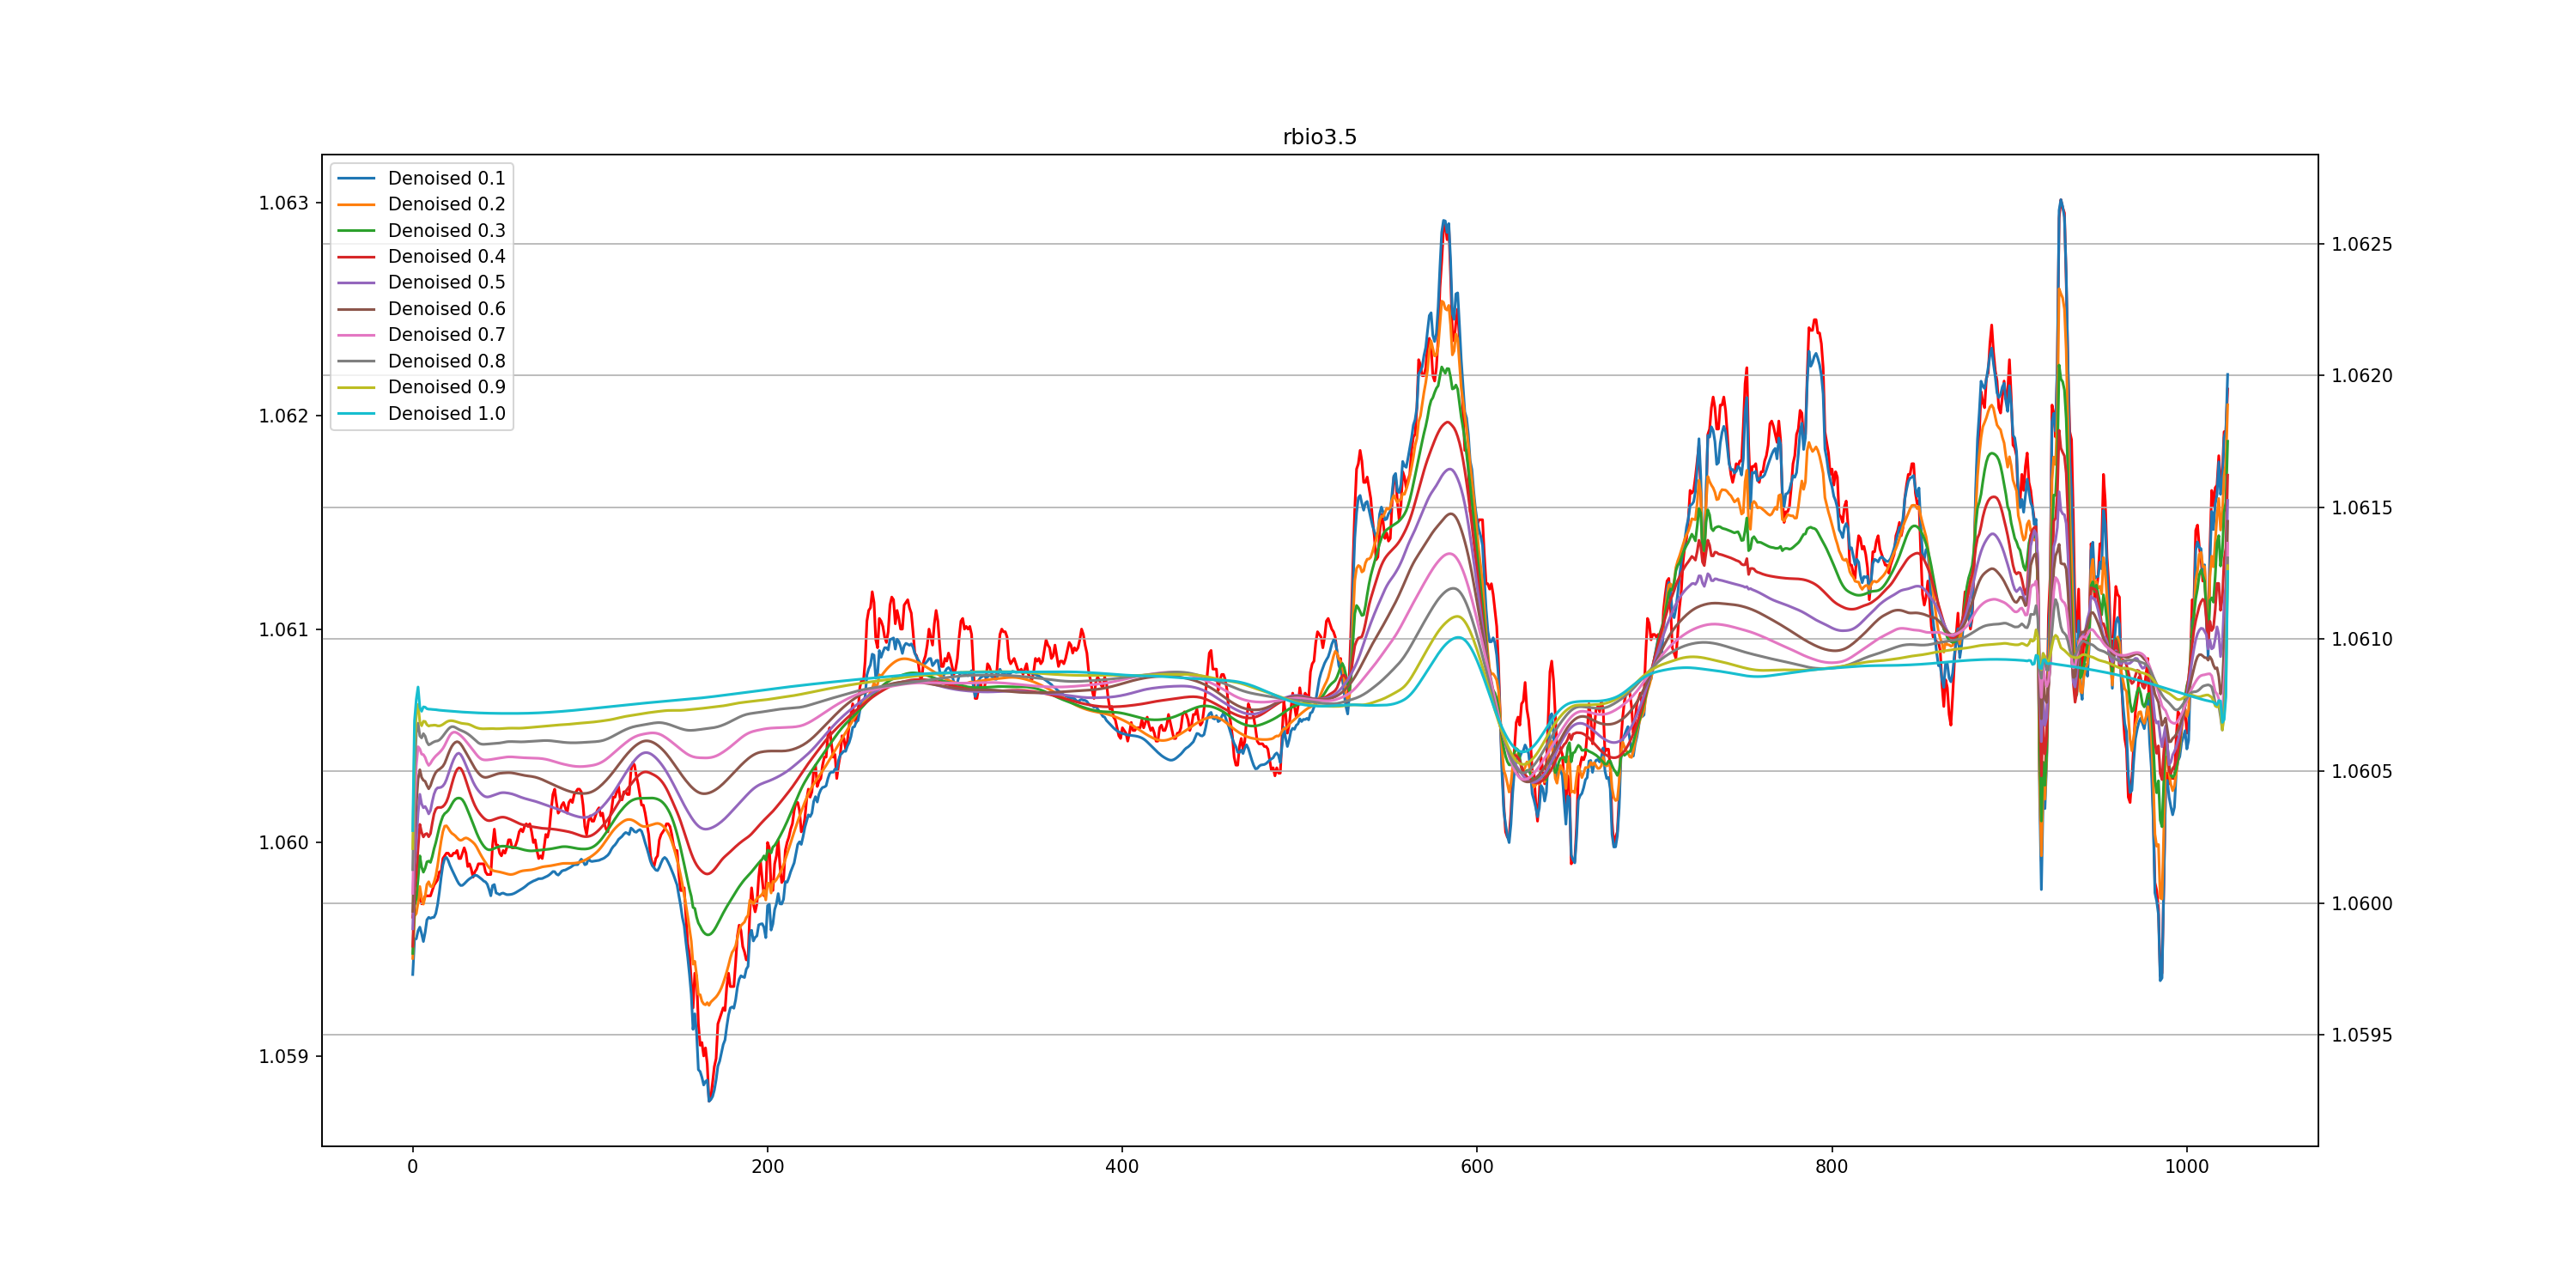 rbio3.5
Denoised 0.1
Denoised 0.2
Denoised 0.3
Denoised 0.4
Denoised 0.5
Denoised 0.6
Denoised 0.7
Denoised 0.8
Denoised 0.9
Denoised 1.0
1.063
1.062
1.061
1.060
1.059
1.0625
1.0620
1.0615
1.0610
1.0605
1.0600
1.0595
0 200 400 600 800 1000